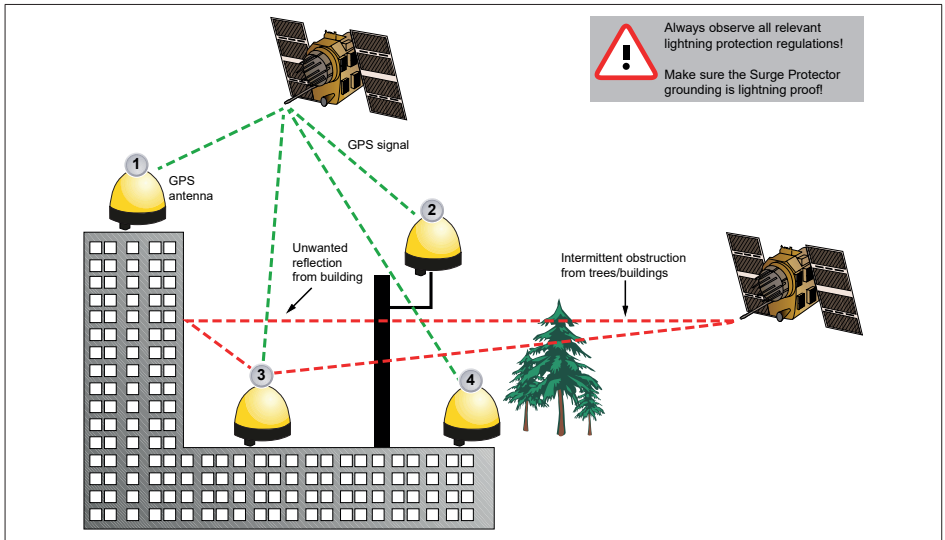 Always observe all relevant
lightning protection regulations!
Make sure the Surge Protector
grounding is lightning proof!
GPS signal
1
GPS
antenna
2
Unwanted
reflection
from building
Intermittent obstruction
from trees/buildings
3
4